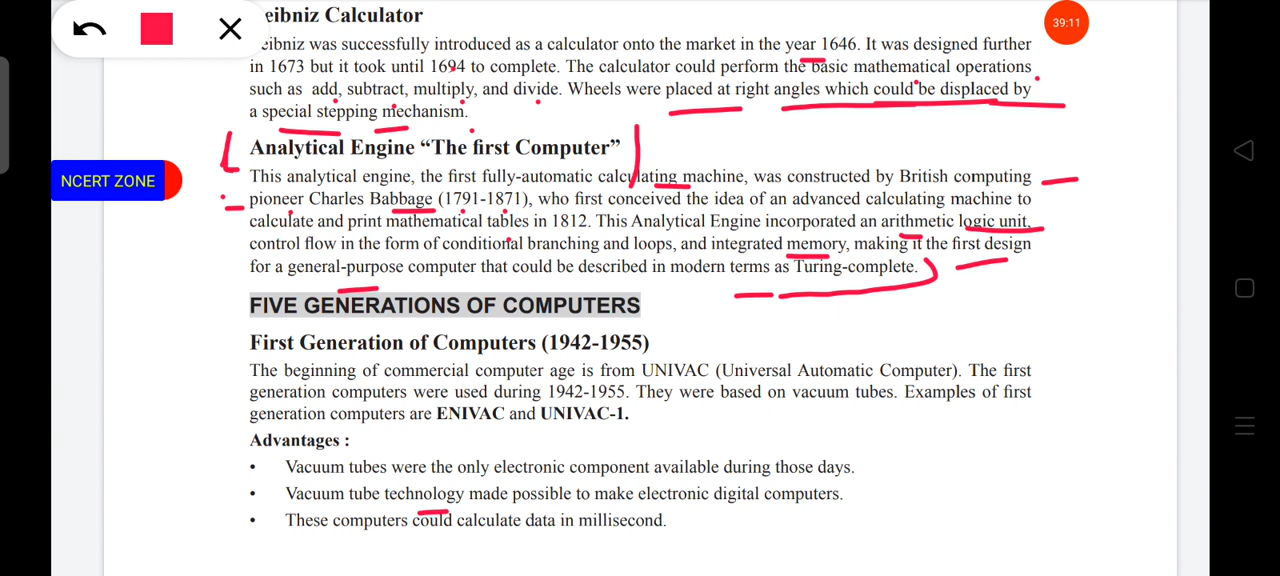 eibniz Calculator
39:11
eibniz was successfully introduced as a calculator onto the market in the year 1646. It was designed further
in 1673 but it took until 1694 to complete. The calculator could perform the basic mathematical operations
such as add, subtract, multiply, and divide. Wheels were placed at right angles which could be displaced by
a special stepping mechanism.
Analytical Engine “The first Computer”
This analytical engine, the first fully-automatic calculating machine, was constructed by British computing
NCERT ZONE
pioneer Charles Babbage (1791-1871), who first conceived the idea of an advanced calculating machine to
calculate and print mathematical tables in 1812. This Analytical Engine incorporated an arithmetic logic unit,
control flow in the form of conditional branching and loops, and integrated memory, making it the first design
for a general-purpose computer that could be described in modern terms as Turing-complete.
FIVE GENERATIONS OF COMPUTERS
First Generation of Computers (1942-1955)
The beginning of commercial computer age is from UNIVAC (Universal Automatic Computer). The first
generation computers were used during 1942-1955. They were based on vacuum tubes. Examples of first
generation computers are ENIVAC and UNIVAC-1.
Advantages :
• Vacuum tubes were the only electronic component available during those days.
• Vacuum tube technology made possible to make electronic digital computers.
• These computers could calculate data in millisecond.